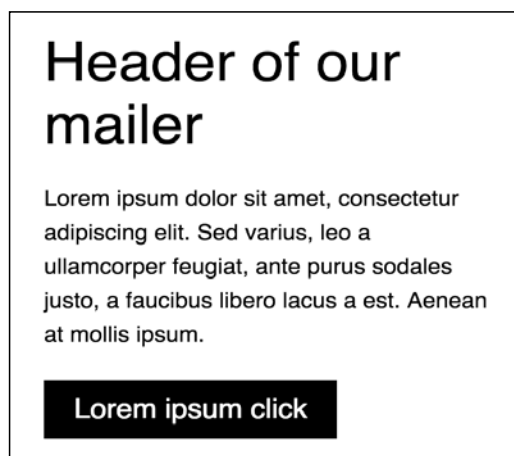 Header of our
mailer
Lorem ipsum dolor sit amet, consectetur
adipiscing elit. Sed varius, leo a
ullamcorper feugiat, ante purus sodales
justo, a faucibus libero lacus a est. Aenean
at mollis ipsum.
Lorem ipsum click